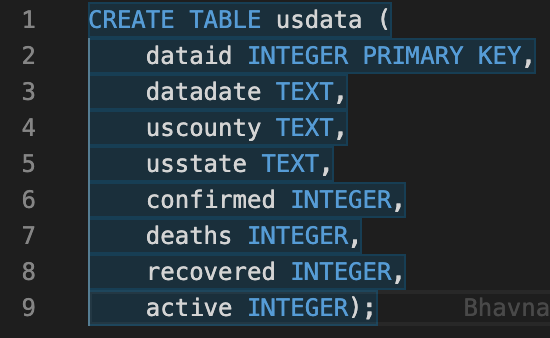 1 CREATE TABLE usdata (
2 dataid INTEGER PRIMARY KEY,
3 datadate TEXT,
4 uscounty TEXT,
5 usstate TEXT,
6 confirmed INTEGER,
7 deaths INTEGER,
8 recovered INTEGER,
9 active INTEGER); Bhavna